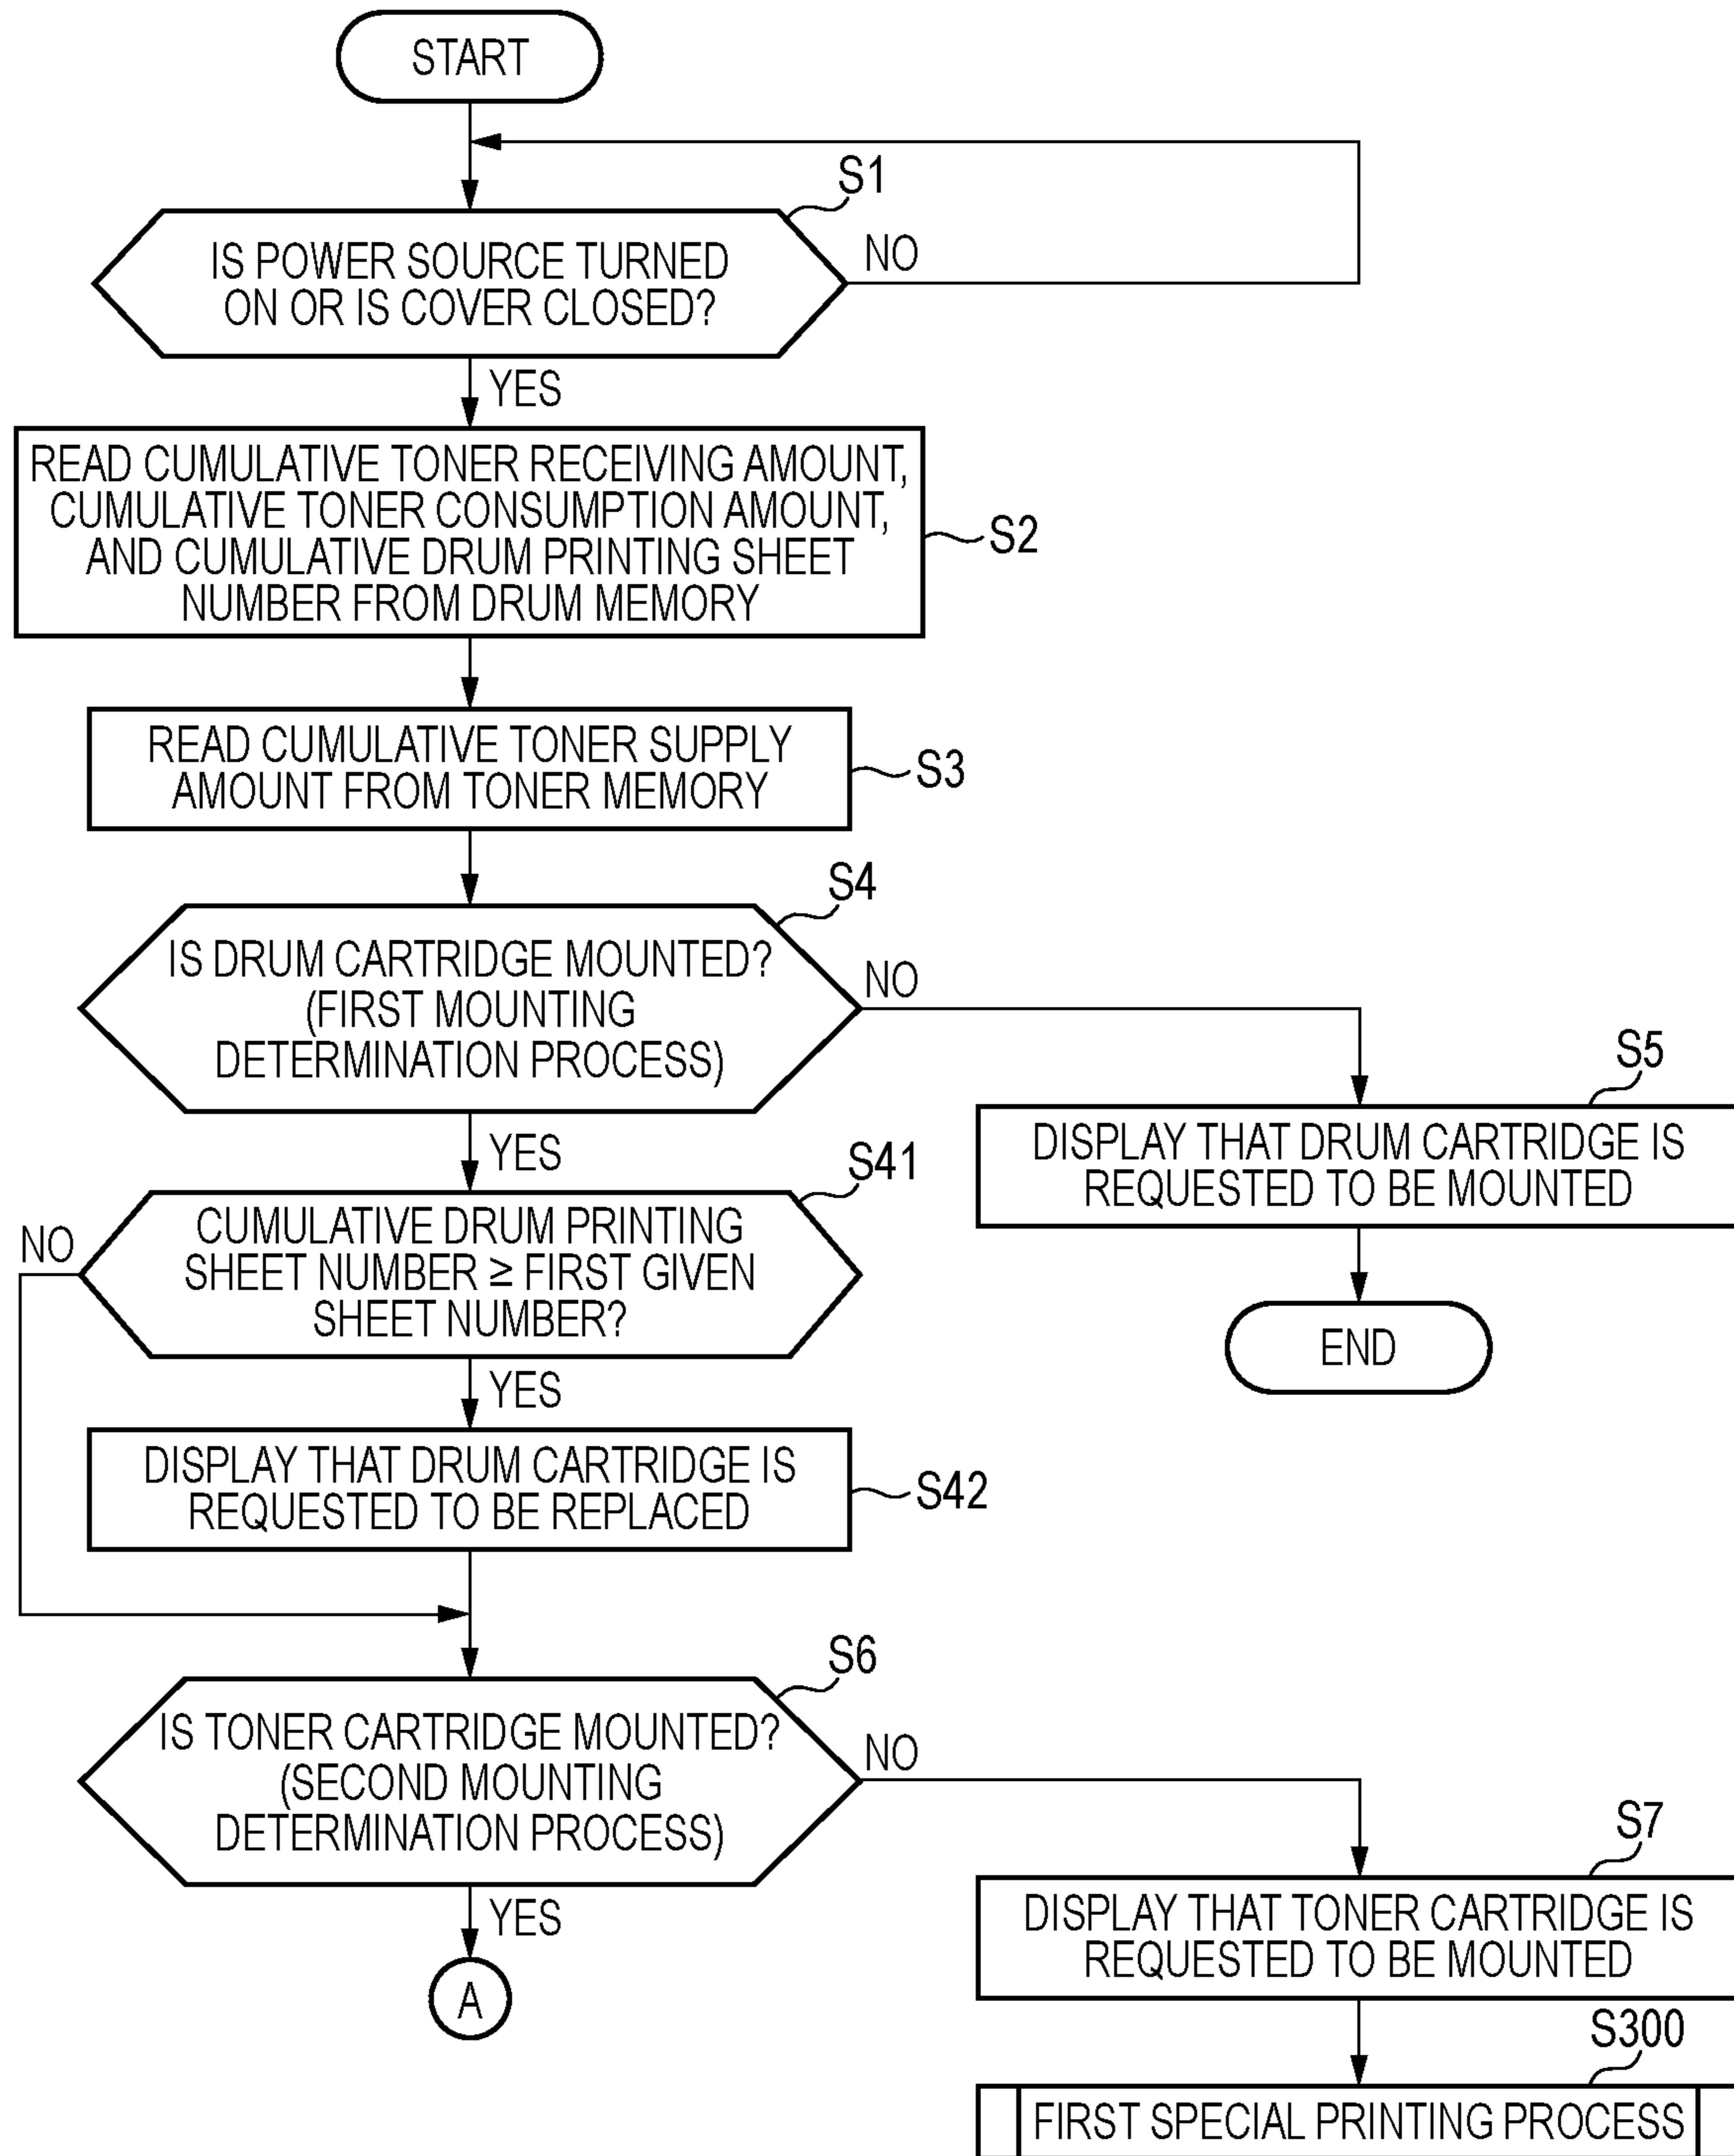 START
S1
IS POWER SOURCE TURNED
ON OR IS COVER CLOSED?
NO
YES
READ CUMULATIVE TONER RECEIVING AMOUNT,
CUMULATIVE TONER CONSUMPTION AMOUNT,
AND CUMULATIVE DRUM PRINTING SHEET
NUMBER FROM DRUM MEMORY
S2
READ CUMULATIVE TONER SUPPLY
AMOUNT FROM TONER MEMORY
S3
S4
IS DRUM CARTRIDGE MOUNTED?
(FIRST MOUNTING
DETERMINATION PROCESS)
NO
YES
S5
DISPLAY THAT DRUM CARTRIDGE IS
REQUESTED TO BE MOUNTED
END
S41
CUMULATIVE DRUM PRINTING
SHEET NUMBER ≥ FIRST GIVEN
SHEET NUMBER?
NO
YES
DISPLAY THAT DRUM CARTRIDGE IS
REQUESTED TO BE REPLACED
S42
S6
IS TONER CARTRIDGE MOUNTED?
(SECOND MOUNTING
DETERMINATION PROCESS)
NO
YES
A
S7
DISPLAY THAT TONER CARTRIDGE IS
REQUESTED TO BE MOUNTED
S300
FIRST SPECIAL PRINTING PROCESS